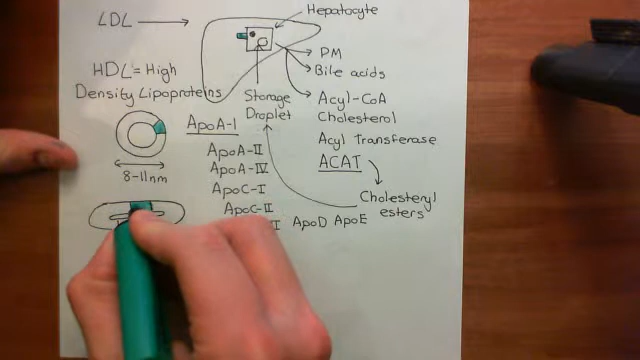 LDL
Hepatocyte
PM
Bile acids
HDL = High
Density Lipoproteins
Storage
Droplet
Acyl-CoA
Cholesterol
Acyl Transferase
ACAT
ApoA-I
ApoA-II
ApoA-IV
ApoC-I
ApoC-II
ApoD ApoE
8-11nm
Cholesteryl
esters